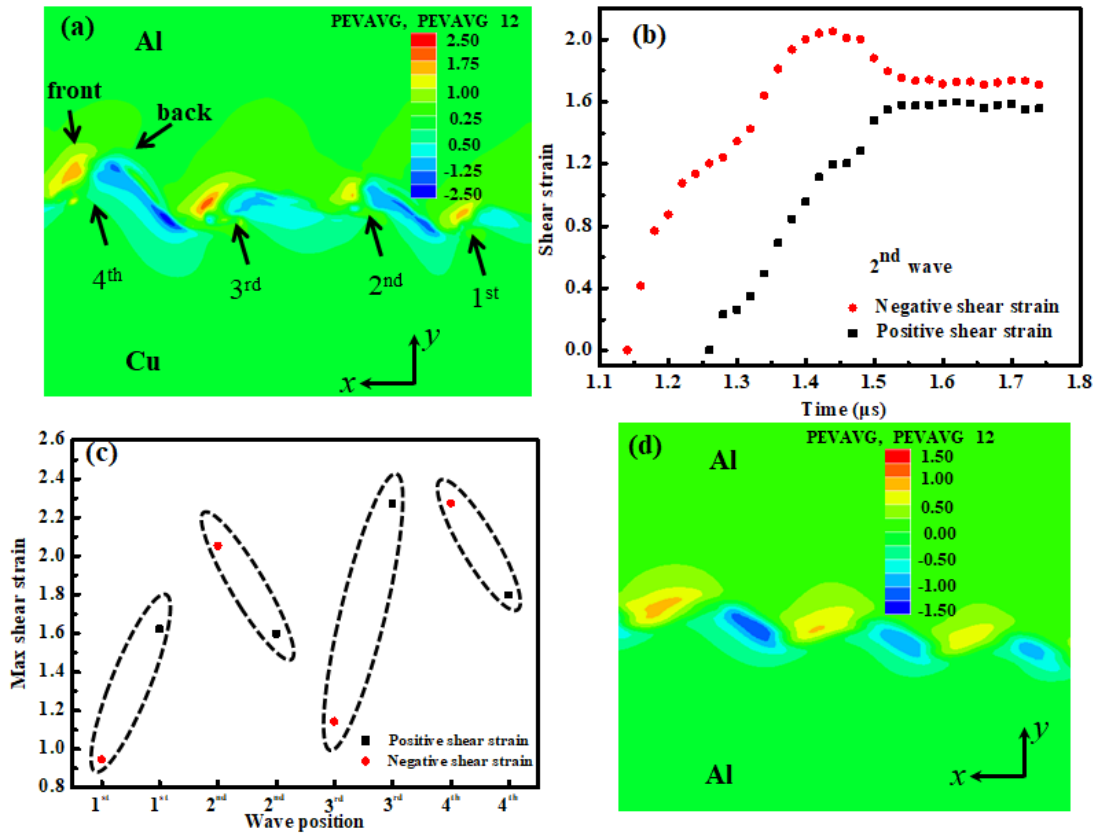 (a)
PEVAVG, PEVAVG 12
Al
2.50
1.75
1.00
0.25
0.50
-1.25
-2.50
front
back
4th
3rd
2nd
1st
Cu
y
x
(b)
Shear strain
2.0
1.6
1.2
0.8
0.4
0.0
2nd wave
Negative shear strain
Positive shear strain
1.1 1.2 1.3 1.4 1.5 1.6 1.7 1.8
Time (µs)
(c)
Max shear strain
2.6
2.4
2.2
2.0
1.8
1.6
1.4
1.2
1.0
0.8
Positive shear strain
Negative shear strain
1st 1st 2nd 2nd 3rd 3rd 4th 4th
Wave position
(d)
PEVAVG, PEVAVG 12
Al
1.50
1.00
0.50
0.00
-0.50
-1.00
-1.50
Al
y
x